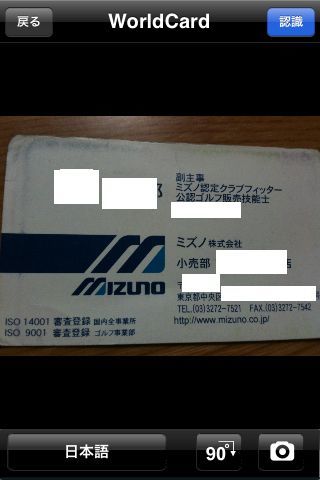 戻る
WorldCard
認識
副主事
ミズノ認定クラブフィッター
公認ゴルフ販売技能士
MIZUNO
ミズノ株式会社
小売部
店
〒
東京都中央区
TEL.(03)3272-7521 FAX.(03)3272-7542
http://www.mizuno.co.jp/
ISO 14001 審査登録 国内全事業所
ISO 9001 審査登録 ゴルフ事業部
日本語
90°